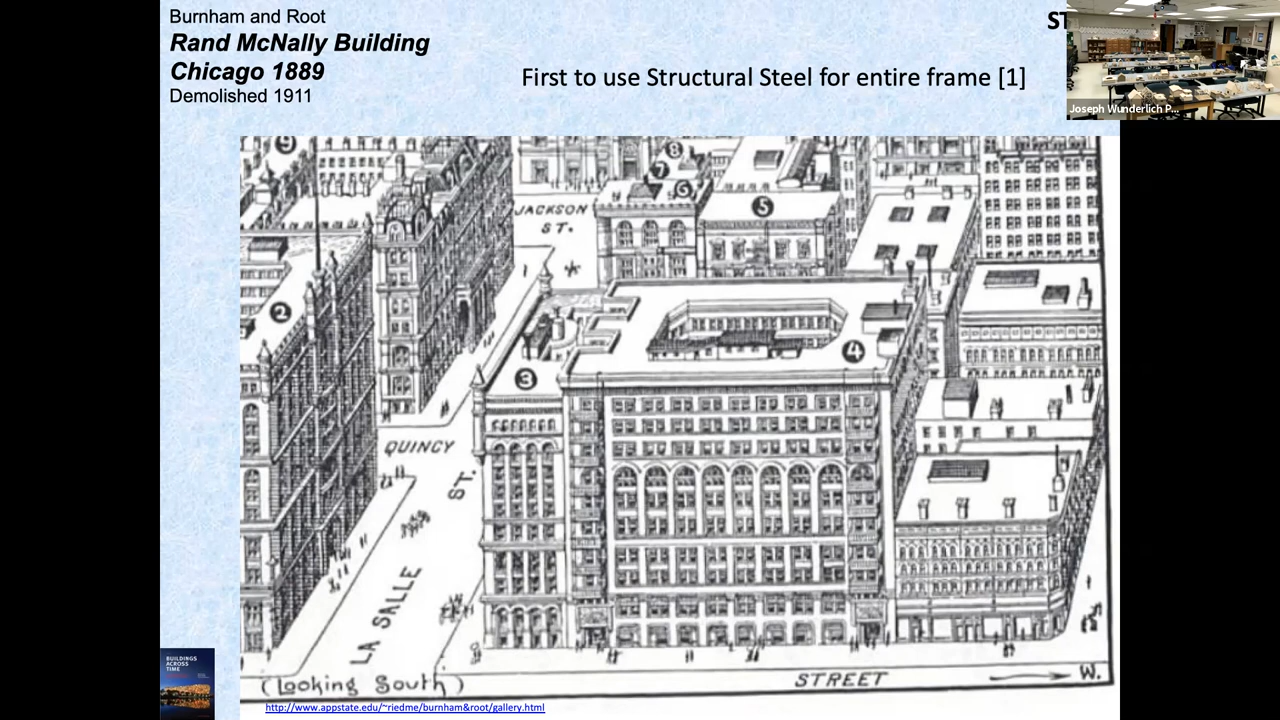 Burnham and Root
Rand McNally Building
Chicago 1889
Demolished 1911
ST
First to use Structural Steel for entire frame [1]
Joseph Wunderlich P...
9
8
7
6
5
JACKSON
ST.
2
4
3
QUINCY
ST.
LA SALLE
(Looking South)
STREET
W.
BUILDINGS
ACROSS
TIME
http://www.appstate.edu/~riedme/burnham&root/gallery.html